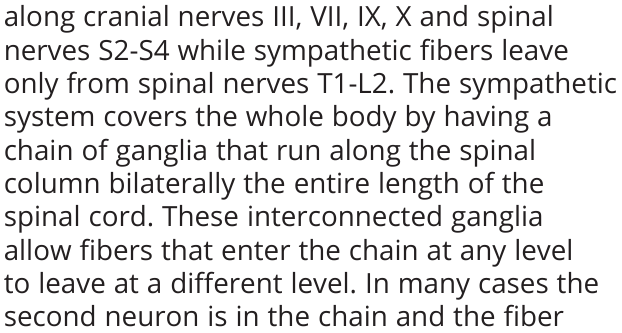 along cranial nerves III, VII, IX, X and spinal
nerves S2-S4 while sympathetic fibers leave
only from spinal nerves T1-L2. The sympathetic
system covers the whole body by having a
chain of ganglia that run along the spinal
column bilaterally the entire length of the
spinal cord. These interconnected ganglia
allow fibers that enter the chain at any level
to leave at a different level. In many cases the
second neuron is in the chain and the fiber